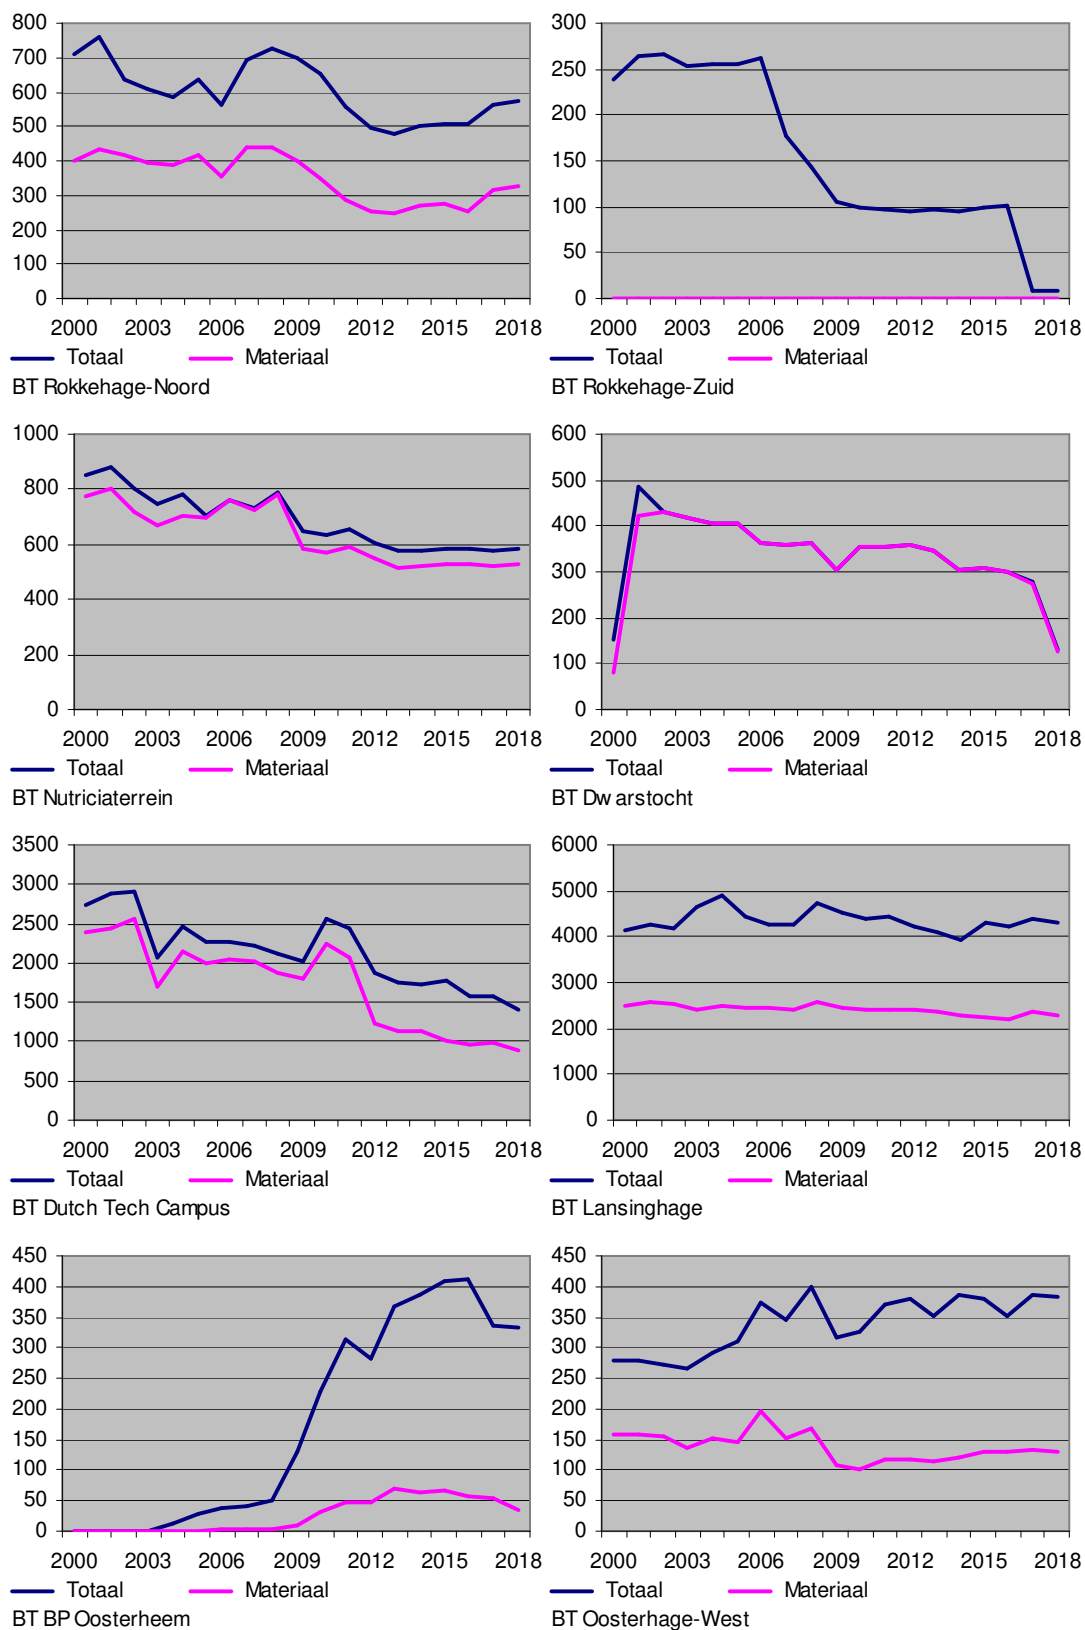 800
700
600
500
400
300
200
100
0
2000 2003 2006 2009 2012 2015 2018
Totaal Materiaal
BT Rokkehage-Noord
300
250
200
150
100
50
0
2000 2003 2006 2009 2012 2015 2018
Totaal Materiaal
BT Rokkehage-Zuid
1000
800
600
400
200
0
2000 2003 2006 2009 2012 2015 2018
Totaal Materiaal
BT Nutriciaterrein
600
500
400
300
200
100
0
2000 2003 2006 2009 2012 2015 2018
Totaal Materiaal
BT Dwarstocht
3500
3000
2500
2000
1500
1000
500
0
2000 2003 2006 2009 2012 2015 2018
Totaal Materiaal
BT Dutch Tech Campus
6000
5000
4000
3000
2000
1000
0
2000 2003 2006 2009 2012 2015 2018
Totaal Materiaal
BT Lansinghage
450
400
350
300
250
200
150
100
50
0
2000 2003 2006 2009 2012 2015 2018
Totaal Materiaal
BT BP Oosterheem
450
400
350
300
250
200
150
100
50
0
2000 2003 2006 2009 2012 2015 2018
Totaal Materiaal
BT Oosterhage-West